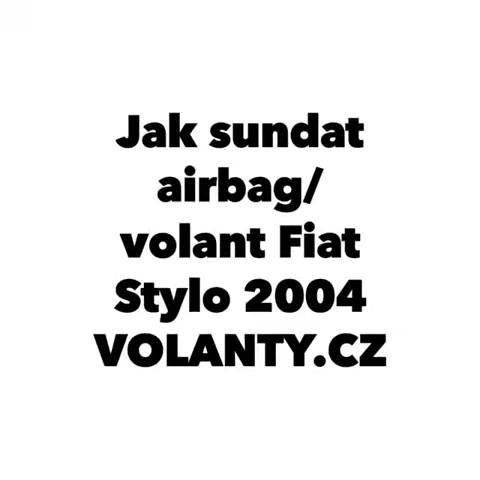 Jak sundat
airbag/
volant Fiat
Stylo 2004
VOLANTY.CZ